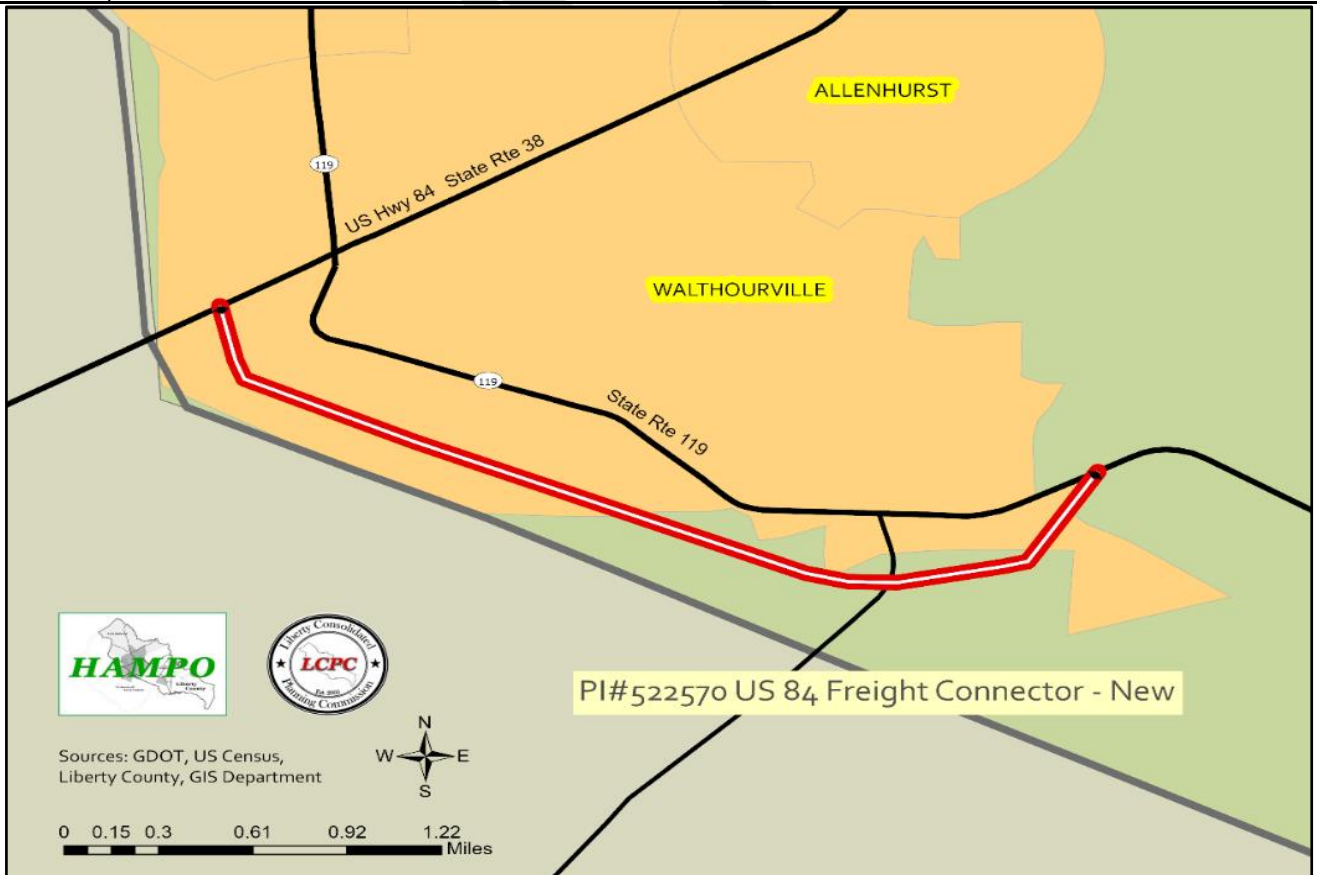 ALLENHURST
119
US Hwy 84 State Rte 38
WALTHOURVILLE
119
State Rte 119
HAMPO
Liberty Consolidated
LCPC
Planning Commission
PI#522570 US 84 Freight Connector - New
Sources: GDOT, US Census,
Liberty County, GIS Department
N
W E
S
0 0.15 0.3 0.61 0.92 1.22
Miles